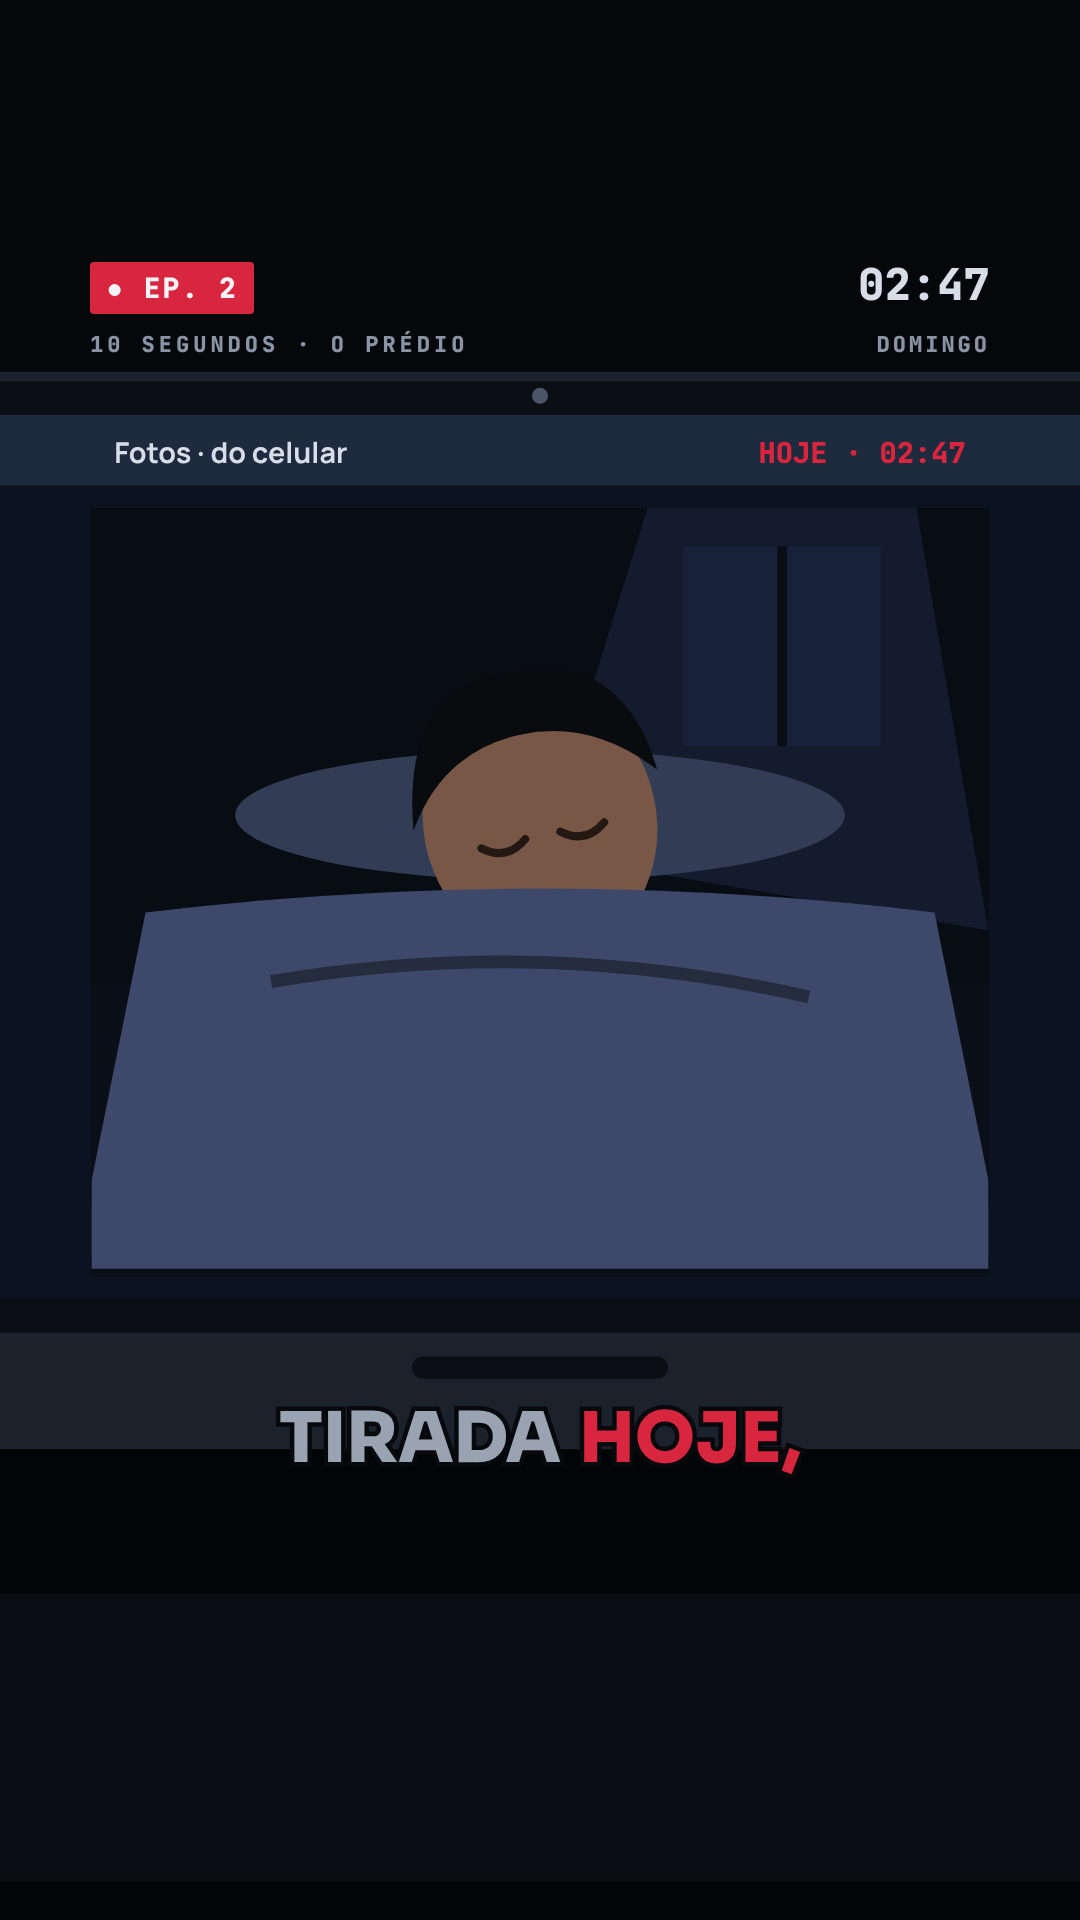 • EP. 2
02:47
10 SEGUNDOS · O PRÉDIO
DOMINGO
Fotos · do celular
HOJE · 02:47
TIRADA HOJE,